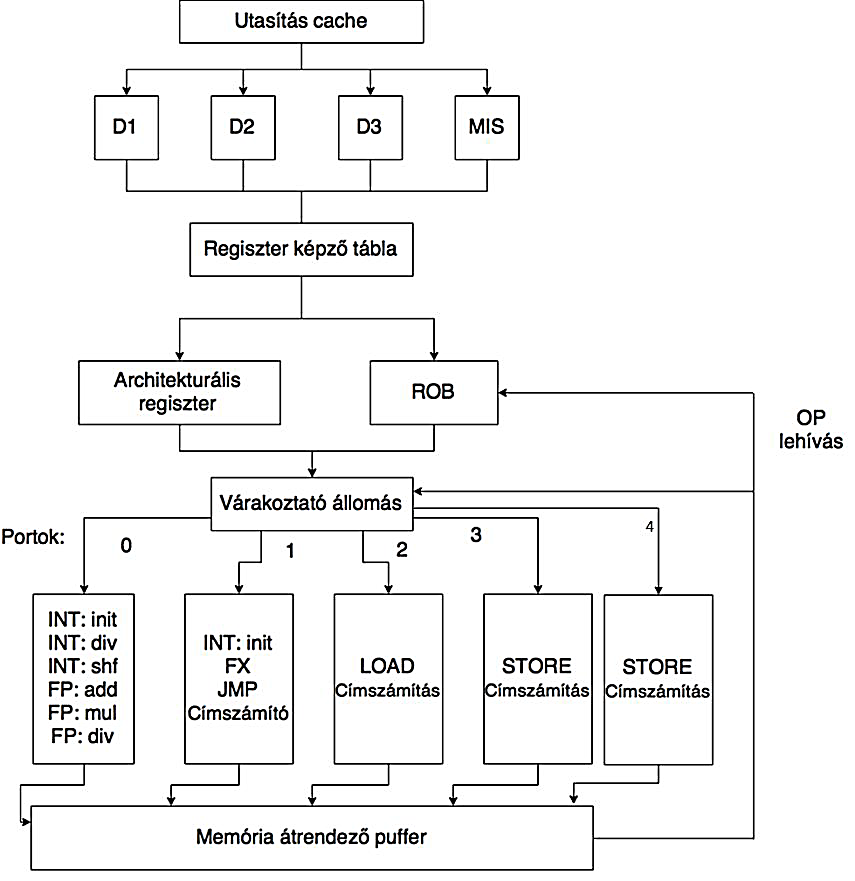 Utasítás cache
D1
D2
D3
MIS
Regiszter képző tábla
Architekturális
regiszter
ROB
OP
lehívás
Várakoztató állomás
Portok:
0
1
2
3
4
INT: init
INT: div
INT: shf
FP: add
FP: mul
FP: div
INT: init
FX
JMP
Címszámító
LOAD
Címszámítás
STORE
Címszámítás
STORE
Címszámítás
Memória átrendező puffer